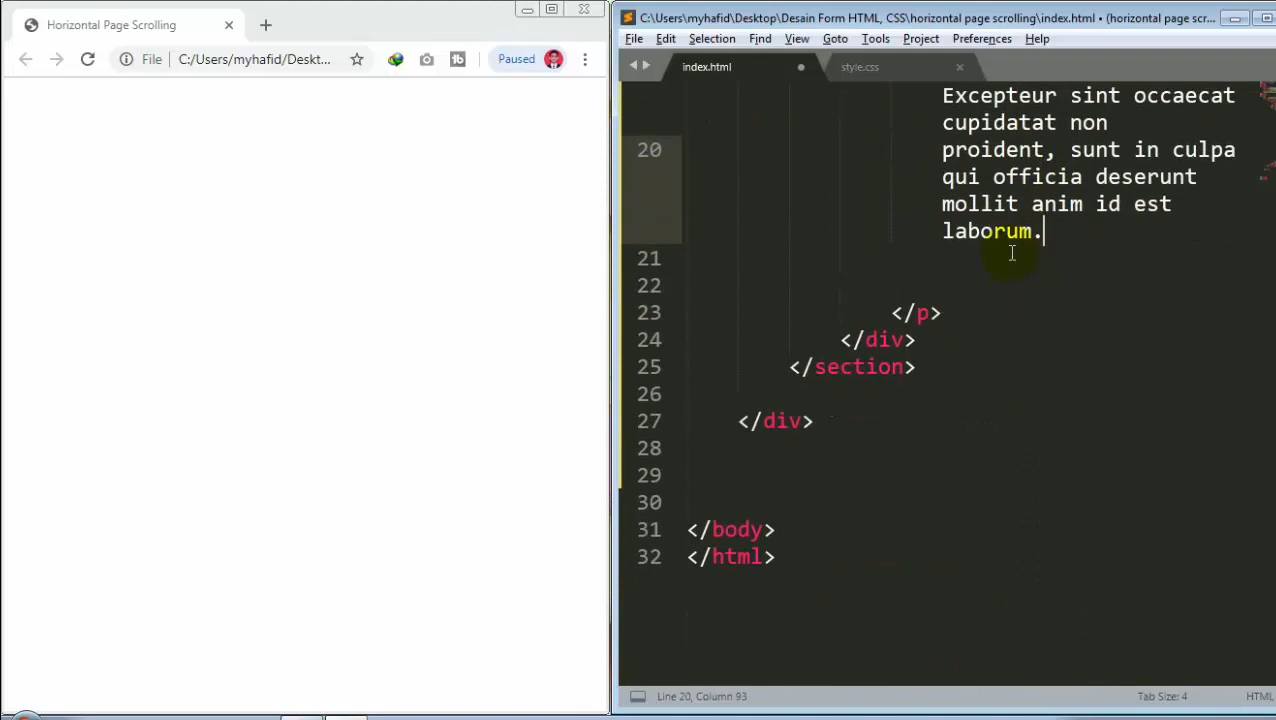 Horizontal Page Scrolling
File C:/Users/myhafid/Deskt...
Paused
C:\Users\myhafid\Desktop\Desain Form HTML, CSS\horizontal page scrolling\index.html • (horizontal page scr...
File Edit Selection Find View Goto Tools Project Preferences Help
index.html style.css
Excepteur sint occaecat
cupidatat non
20 proident, sunt in culpa
qui officia deserunt
mollit anim id est
laborum.
21
22
23 </p>
24 </div>
25 </section>
26
27 </div>
28
29
30
31 </body>
32 </html>
Line 20, Column 93 Tab Size: 4 HTML